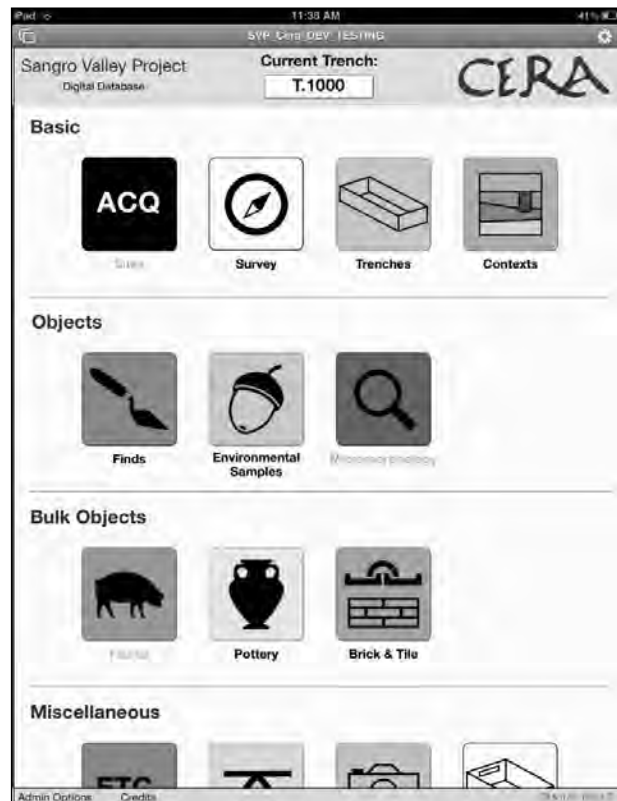 iPad
11:38 AM
41%
SVP_Cera_DEV_TESTING
Sangro Valley Project
Digital Database
Current Trench:
T.1000
CERA
Basic
ACQ
Survey
Trenches
Contexts
Objects
Finds
Environmental
Samples
Bulk Objects
Pottery
Brick & Tile
Miscellaneous
ETC
Admin Options
Credits